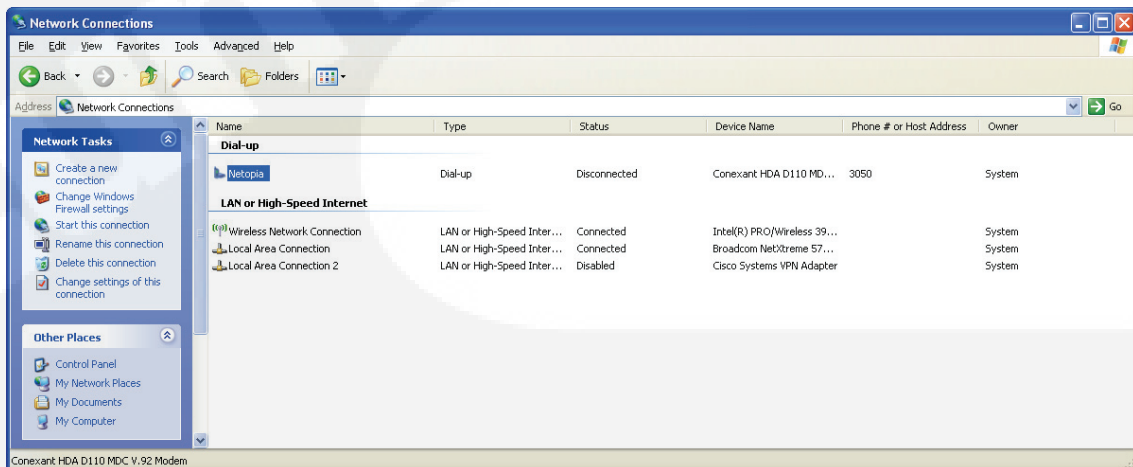 Network Connections
File Edit View Favorites Tools Advanced Help
Back Search Folders
Address Network Connections Go
Network Tasks
Create a new
connection
Change Windows
Firewall settings
Start this connection
Rename this connection
Delete this connection
Change settings of this
connection
Other Places
Control Panel
My Network Places
My Documents
My Computer
Name Type Status Device Name Phone # or Host Address Owner
Dial-up
Netopia Dial-up Disconnected Conexant HDA D110 MD... 3050 System
LAN or High-Speed Internet
Wireless Network Connection LAN or High-Speed Inter... Connected Intel(R) PRO/Wireless 39... System
Local Area Connection LAN or High-Speed Inter... Connected Broadcom NetXtreme 57... System
Local Area Connection 2 LAN or High-Speed Inter... Disabled Cisco Systems VPN Adapter System
Conexant HDA D110 MDC V.92 Modem